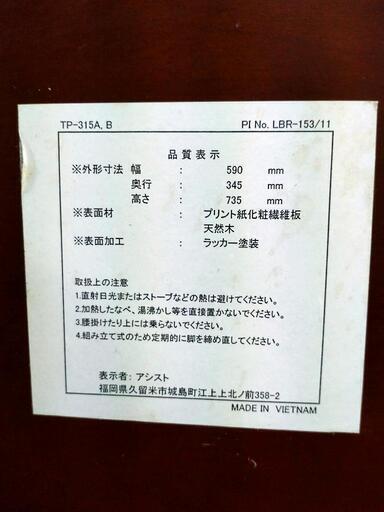 TP-315A, B PI No. LBR-153/11
品質表示
※外形寸法 幅 : 590 mm
奥行 : 345 mm
高さ : 735 mm
※表面材 : プリント紙化粧繊維板
天然木
※表面加工 : ラッカー塗装
取扱上の注意
1.直射日光またはストーブなどの熱は避けてください。
2.加熱したなべ、湯沸かし等を直接置かないでください。
3.腰掛けたり上には乗らないでください。
4.組み立て式のため定期的に脚を締め直してください。
表示者:アシスト
福岡県久留米市城島町江上上北ノ前358-2
MADE IN VIETNAM